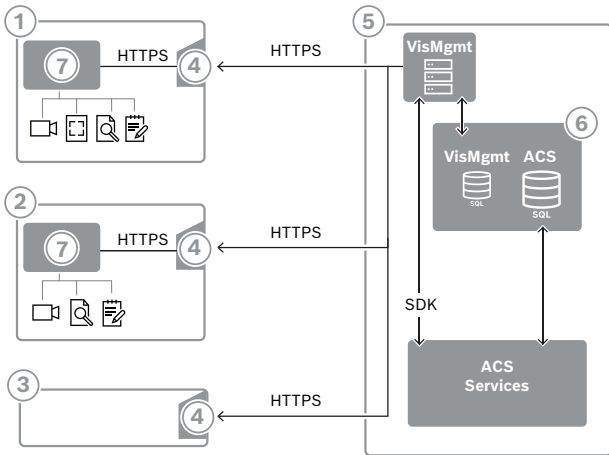 1
7
HTTPS
4
HTTPS
2
7
HTTPS
4
HTTPS
3
4
HTTPS
5
VisMgmt
6
VisMgmt ACS
SQL
SQL
SDK
ACS
Services